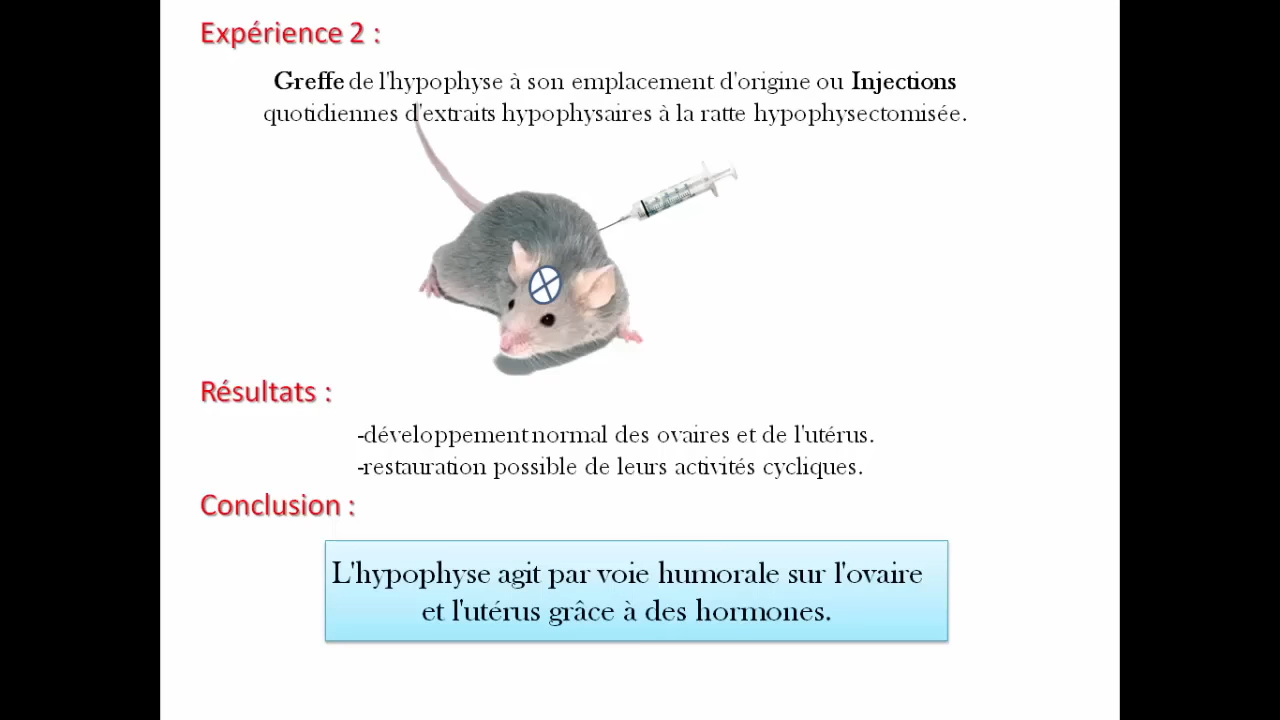 Expérience 2 :
Greffe de l'hypophyse à son emplacement d'origine ou Injections
quotidiennes d'extraits hypophysaires à la ratte hypophysectomisée.
Résultats :
-développement normal des ovaires et de l'utérus.
-restauration possible de leurs activités cycliques.
Conclusion :
L'hypophyse agit par voie humorale sur l'ovaire
et l'utérus grâce à des hormones.